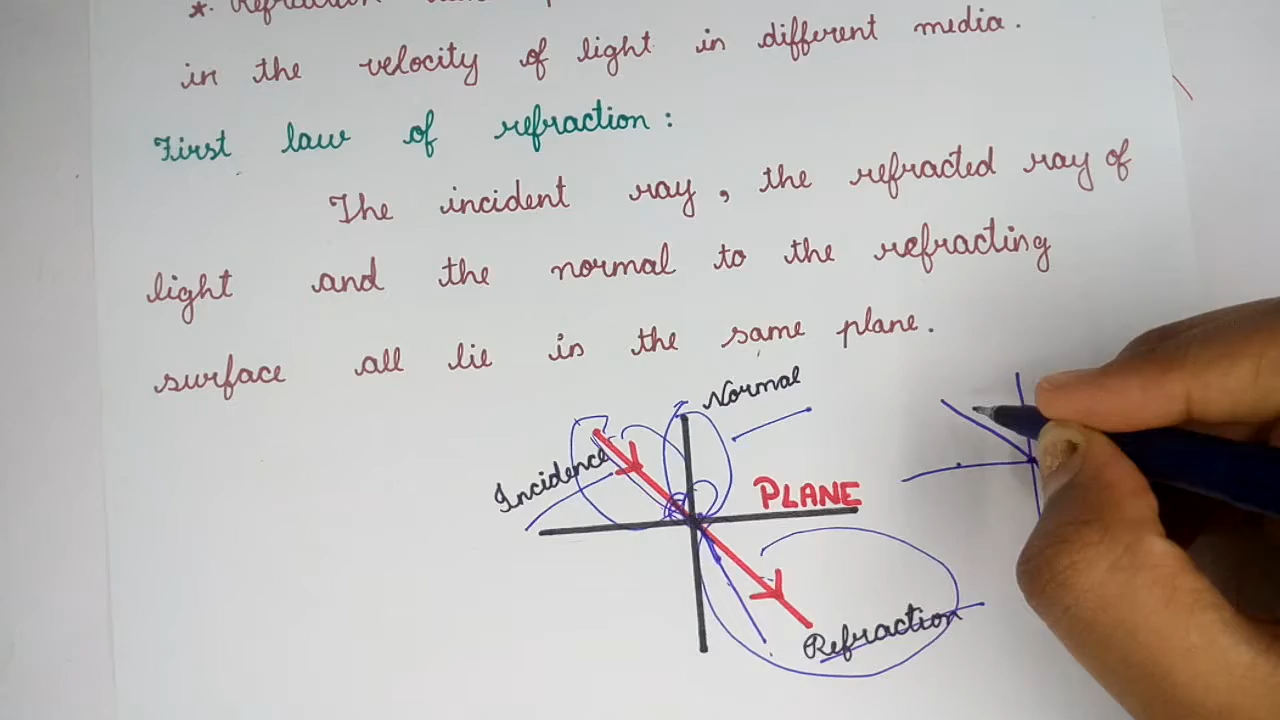 * Refraction
in the velocity of light in different media.
First law of refraction:
The incident ray, the refracted ray of
light and the normal to the refracting
surface all lie in the same plane.
Normal
Incidence
PLANE
Refraction